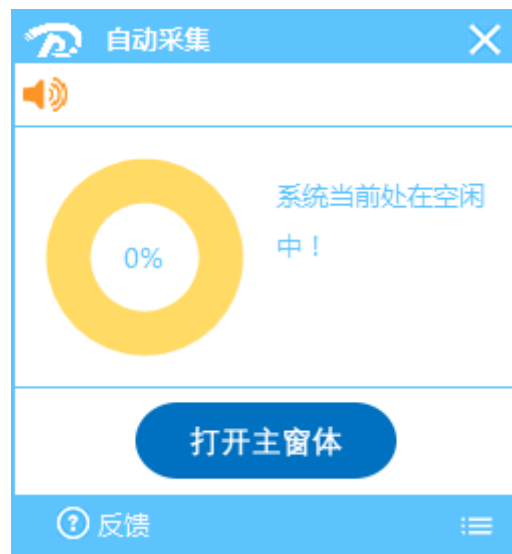 自动采集
0%
系统当前处在空闲
中！
打开主窗体
? 反馈